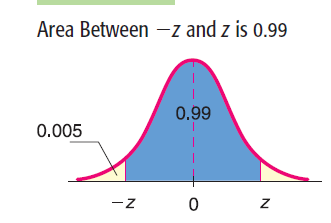 Area Between −z and z is 0.99
0.99
0.005
−z 0 z